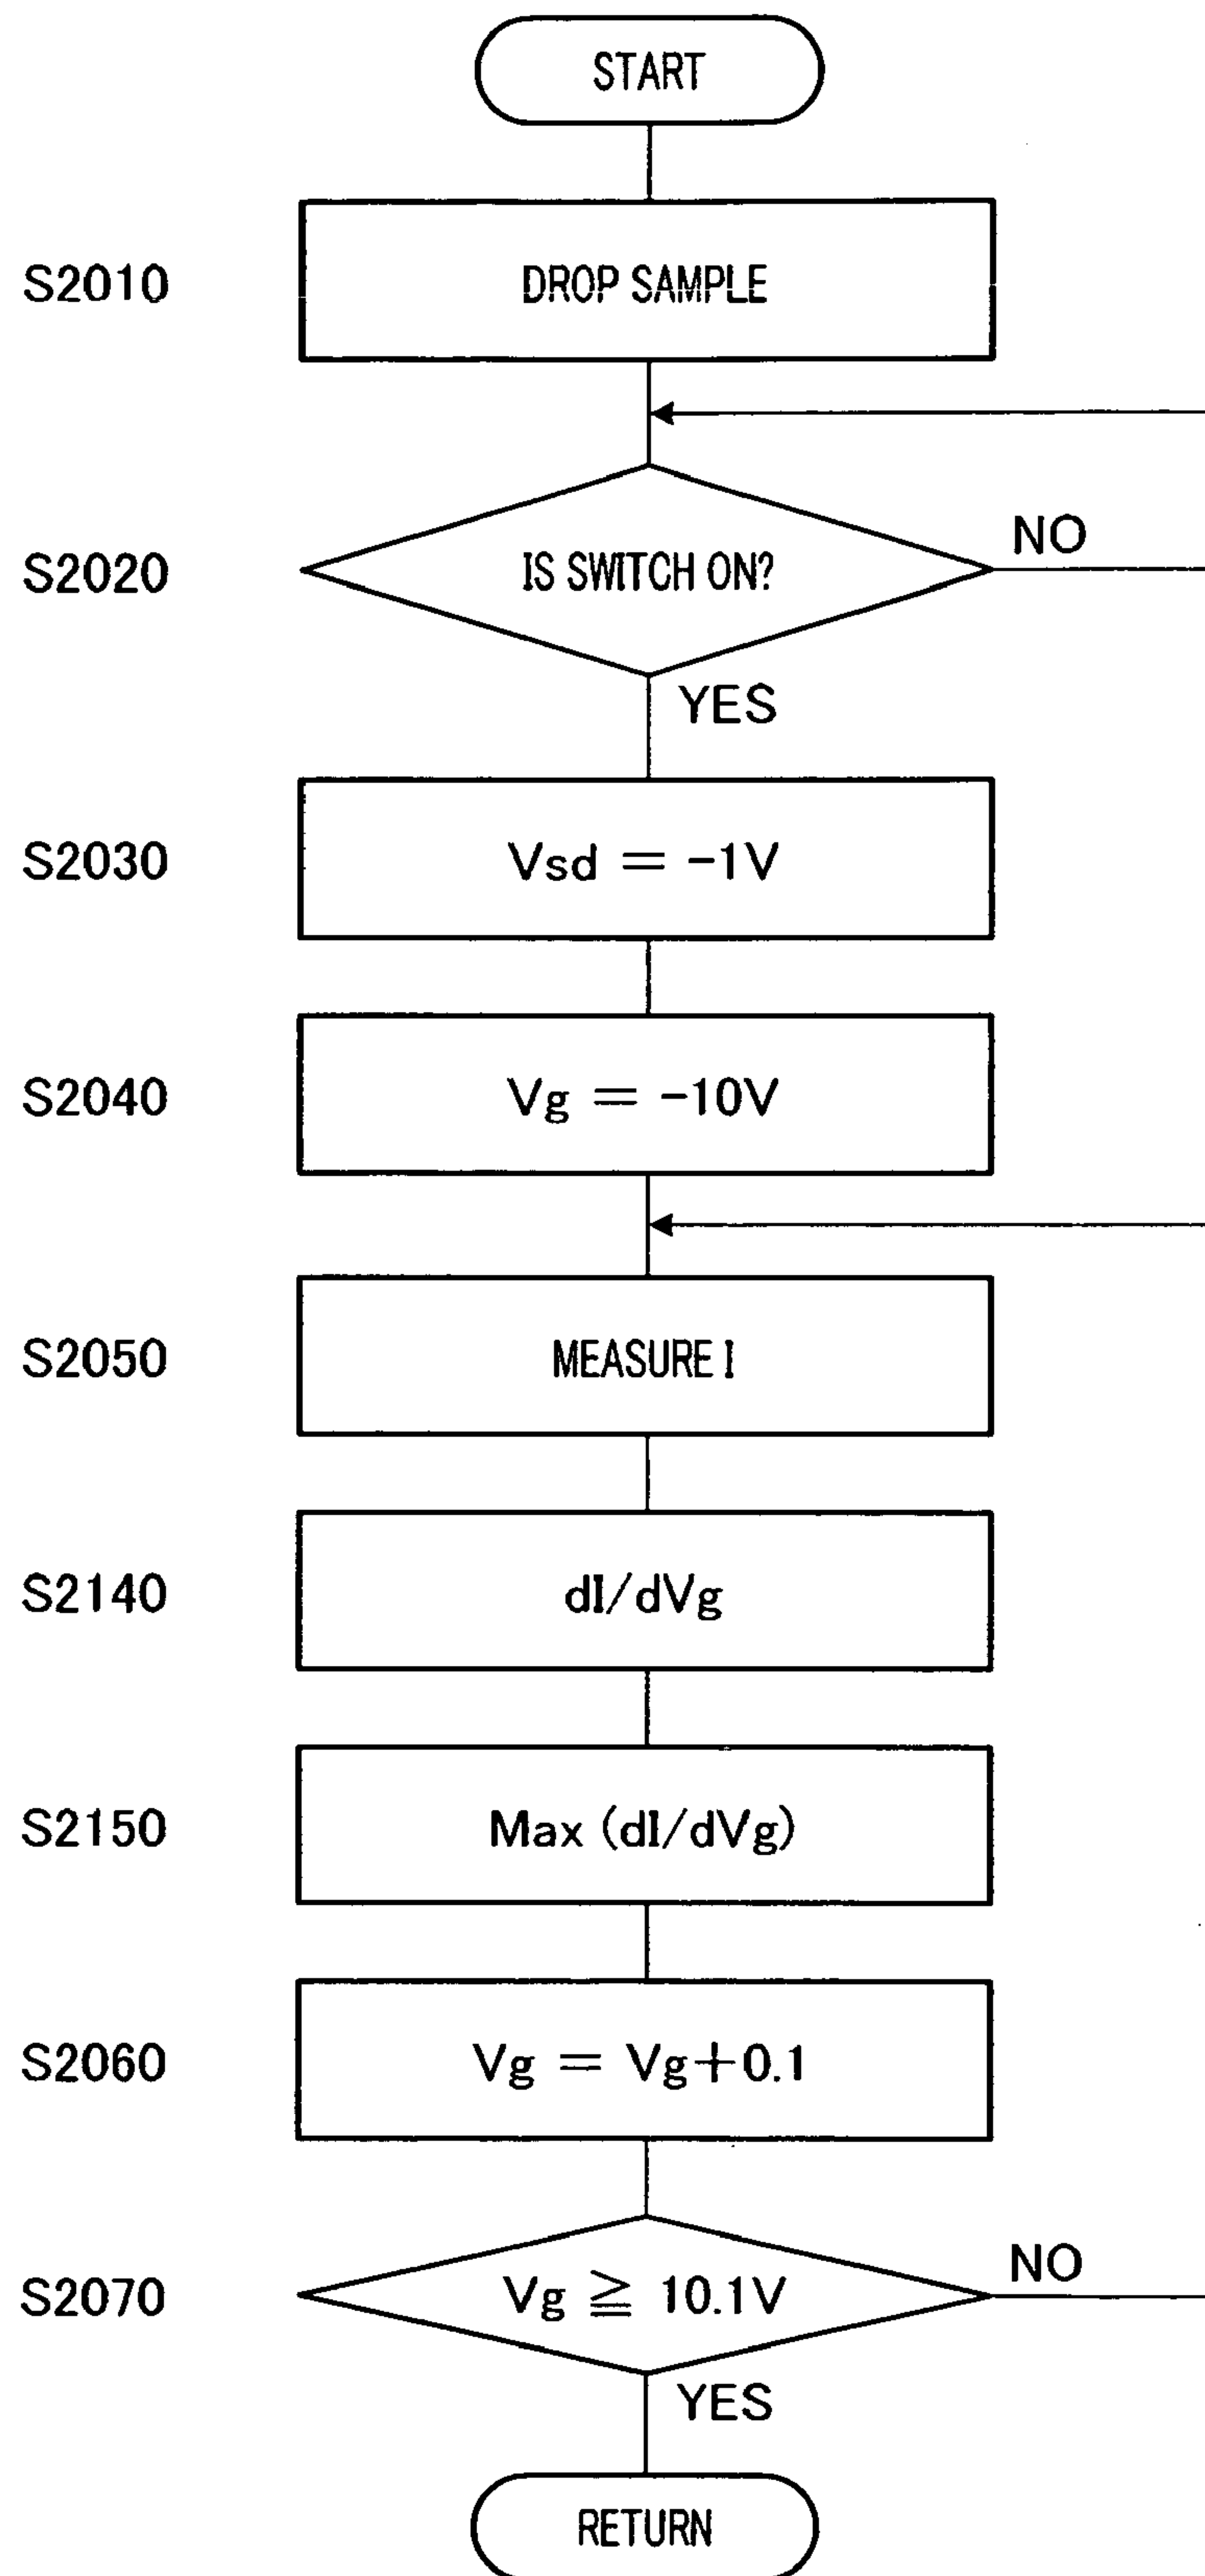 START
S2010
DROP SAMPLE
S2020
IS SWITCH ON?
NO
YES
S2030
Vsd = -1V
S2040
Vg = -10V
S2050
MEASURE I
S2140
dI/dVg
S2150
Max (dI/dVg)
S2060
Vg = Vg+0.1
S2070
Vg ≧ 10.1V
NO
YES
RETURN